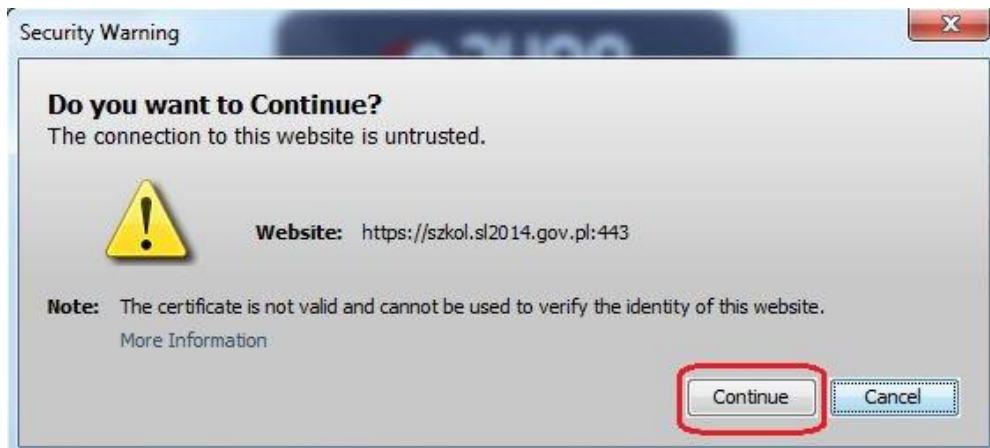 Security Warning
Do you want to Continue?
The connection to this website is untrusted.
Website: https://szkol.sl2014.gov.pl:443
Note: The certificate is not valid and cannot be used to verify the identity of this website.
More Information
Continue Cancel